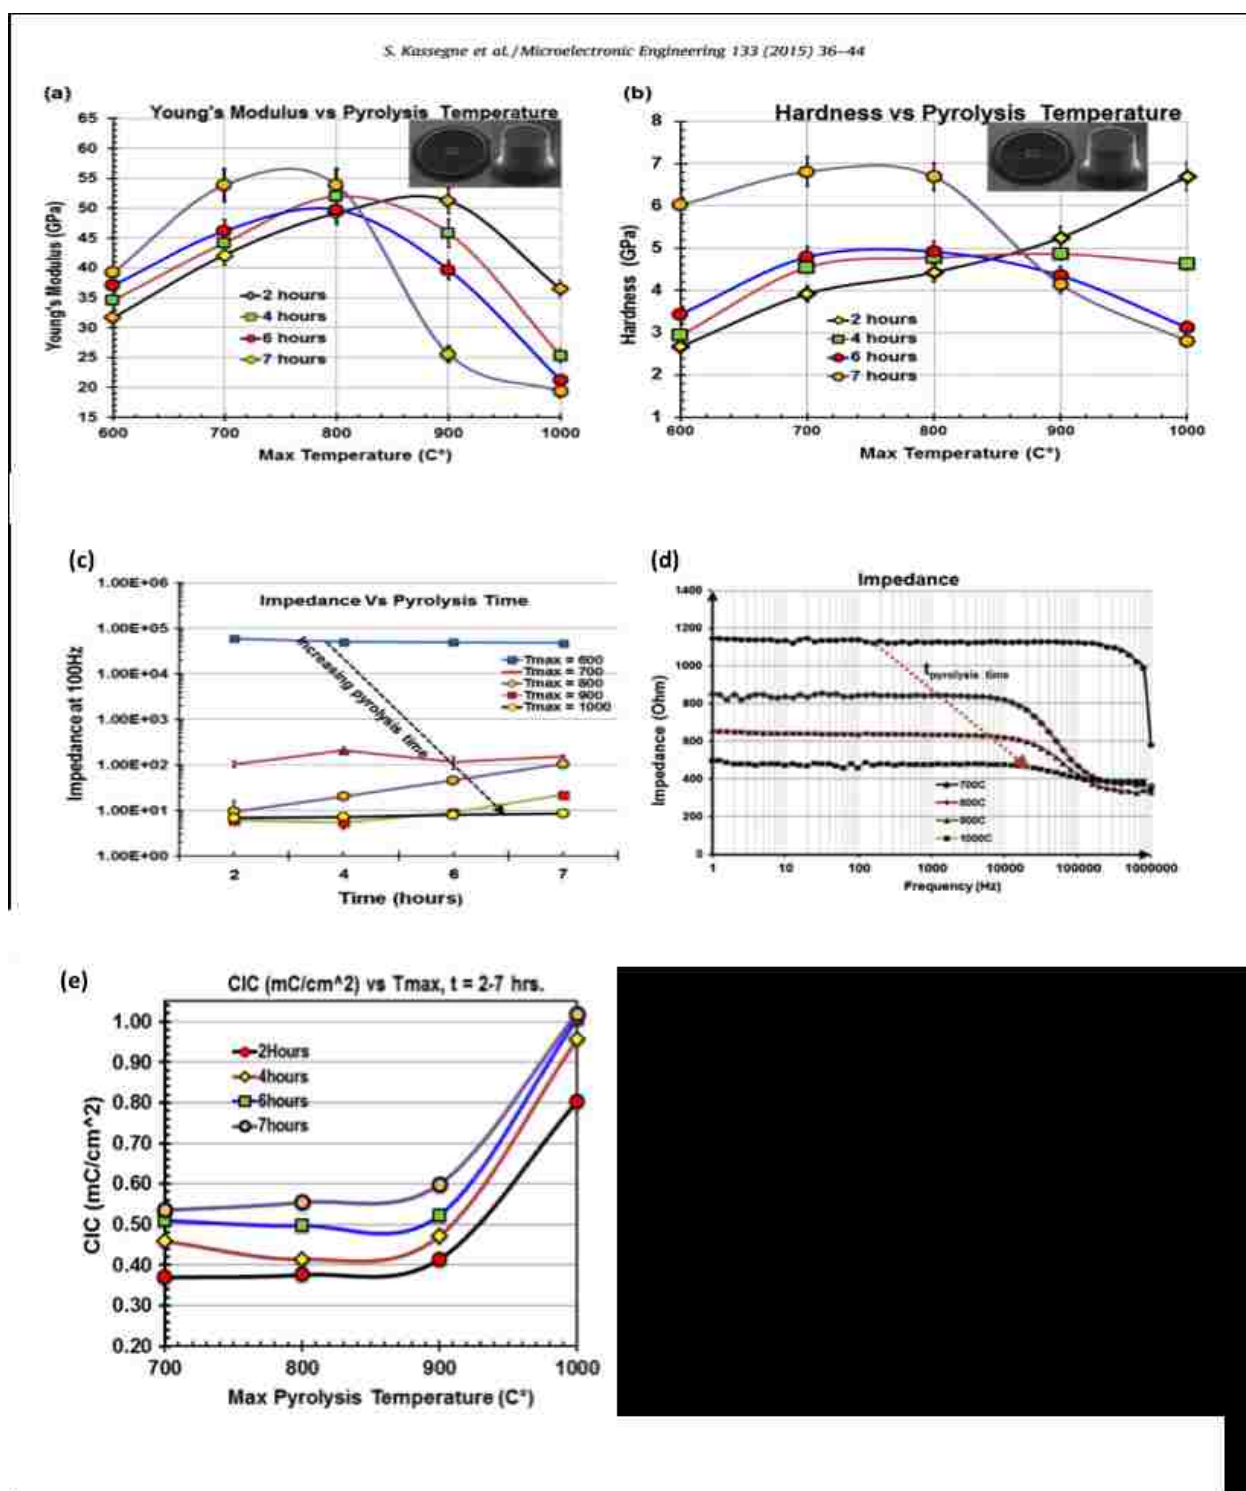 S. Kassegne et al./Microelectronic Engineering 133 (2015) 36–44
(a)
Young's Modulus vs Pyrolysis Temperature
65
60
55
50
45
40
35
30
25
20
15
Young's Modulus (GPa)
2 hours
4 hours
6 hours
7 hours
600 700 800 900 1000
Max Temperature (C°)
(b)
Hardness vs Pyrolysis Temperature
8
7
6
5
4
3
2
1
Hardness (GPa)
2 hours
4 hours
6 hours
7 hours
600 700 800 900 1000
Max Temperature (C°)
(c)
Impedance Vs Pyrolysis Time
1.00E+06
1.00E+05
1.00E+04
1.00E+03
1.00E+02
1.00E+01
1.00E+00
Impedance at 100Hz
Increasing pyrolysis time
Tmax = 600
Tmax = 700
Tmax = 800
Tmax = 900
Tmax = 1000
2 4 6 7
Time (hours)
(d)
Impedance
1400
1200
1000
800
600
400
200
0
Impedance (Ohm)
tpyrolysis time
700C
800C
900C
1000C
1 10 100 1000 10000 100000 1000000
Frequency (Hz)
(e)
CIC (mC/cm^2) vs Tmax, t = 2-7 hrs.
1.00
0.90
0.80
0.70
0.60
0.50
0.40
0.30
0.20
CIC (mC/cm^2)
2Hours
4hours
6hours
7hours
700 800 900 1000
Max Pyrolysis Temperature (C°)